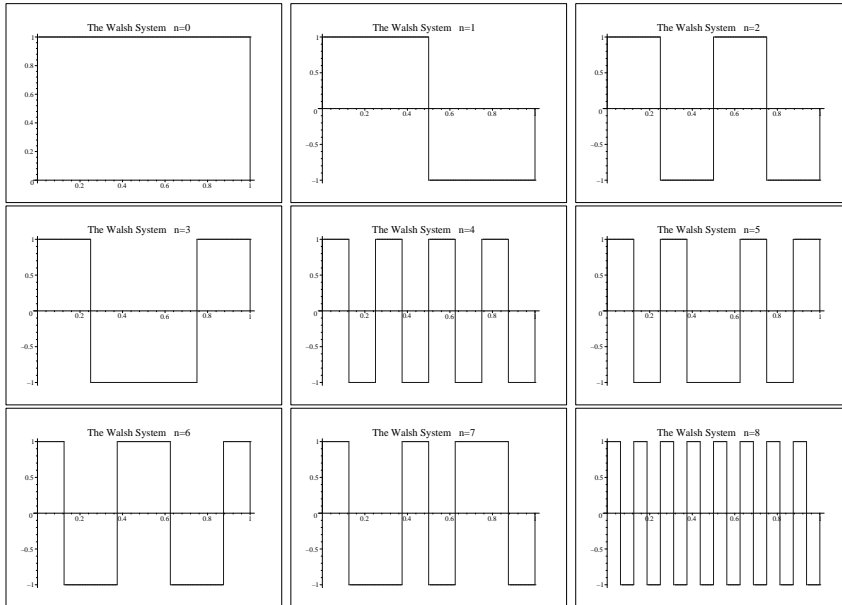 The Walsh System n=0
1
0.8
0.6
0.4
0.2
0
0.2 0.4 0.6 0.8 1
The Walsh System n=1
1
0.5
0
0.2 0.4 0.6 0.8 1
–0.5
–1
The Walsh System n=2
1
0.5
0
0.2 0.4 0.6 0.8 1
–0.5
–1
The Walsh System n=3
1
0.5
0
0.2 0.4 0.6 0.8 1
–0.5
–1
The Walsh System n=4
1
0.5
0
0.2 0.4 0.6 0.8 1
–0.5
–1
The Walsh System n=5
1
0.5
0
0.2 0.4 0.6 0.8 1
–0.5
–1
The Walsh System n=6
1
0.5
0
0.2 0.4 0.6 0.8 1
–0.5
–1
The Walsh System n=7
1
0.5
0
0.2 0.4 0.6 0.8 1
–0.5
–1
The Walsh System n=8
1
0.5
0
0.2 0.4 0.6 0.8 1
–0.5
–1